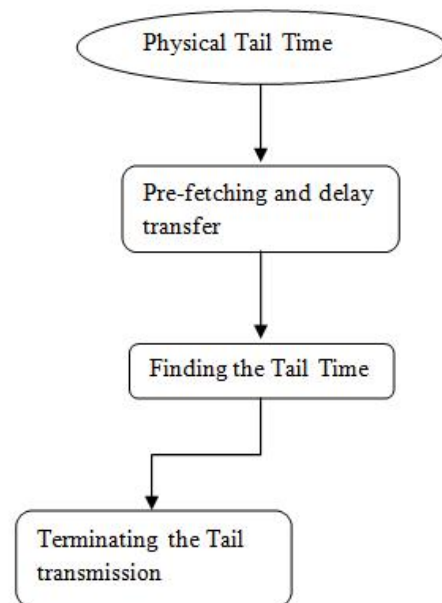 Physical Tail Time
Pre-fetching and delay
transfer
Finding the Tail Time
Terminating the Tail
transmission